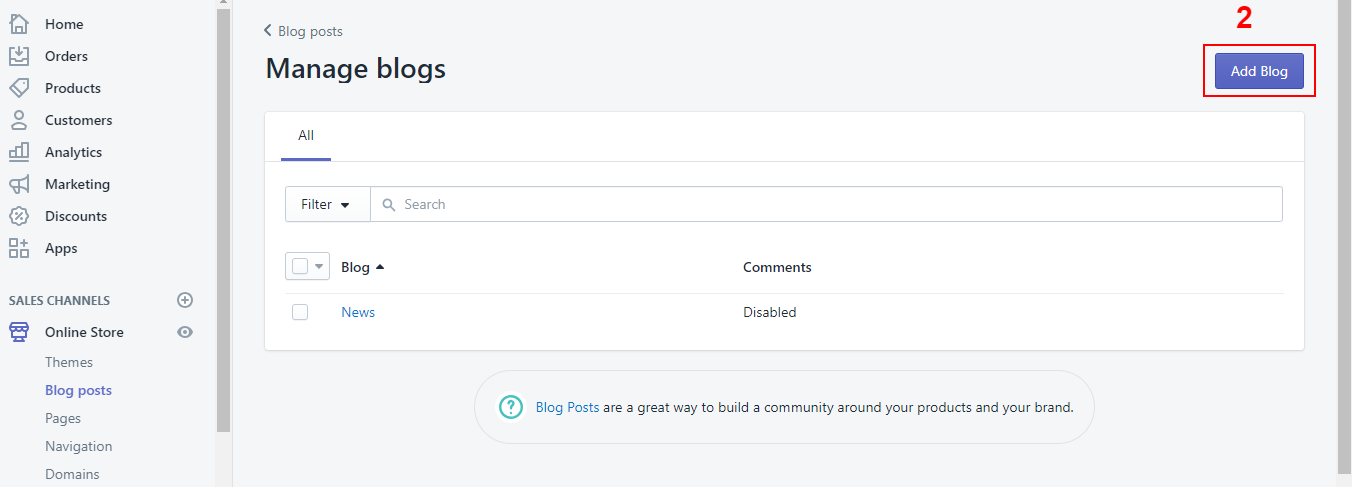 Home
Orders
Products
Customers
Analytics
Marketing
Discounts
Apps
SALES CHANNELS
Online Store
Themes
Blog posts
Pages
Navigation
Domains
Blog posts
Manage blogs
2
Add Blog
All
Filter
Search
Blog Comments
News Disabled
Blog Posts are a great way to build a community around your products and your brand.